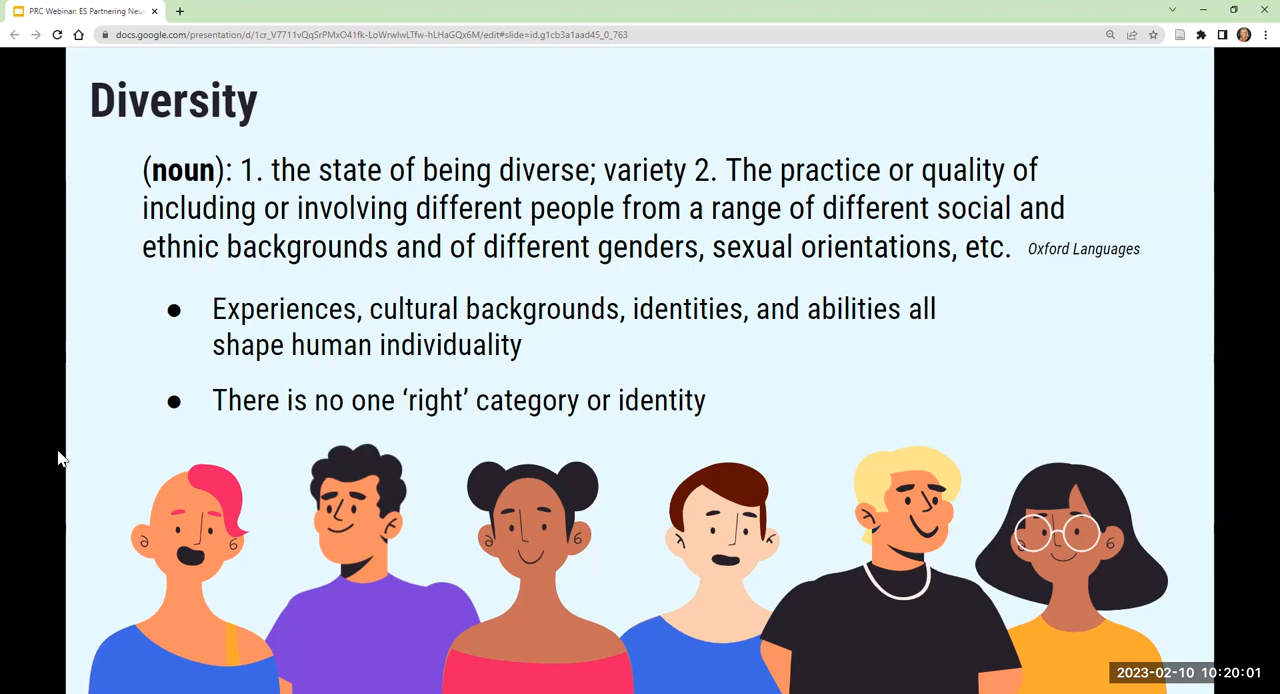 PRC Webinar: ES Partnering Neu
docs.google.com/presentation/d/1cr_V7711vQqSrPMxO41fk-LoWrwlwLTfw-hLHaGQx6M/edit#slide=id.g1cb3a1aad45_0_763
Diversity
(noun): 1. the state of being diverse; variety 2. The practice or quality of
including or involving different people from a range of different social and
ethnic backgrounds and of different genders, sexual orientations, etc. Oxford Languages
● Experiences, cultural backgrounds, identities, and abilities all
shape human individuality
● There is no one ‘right’ category or identity
2023-02-10 10:20:01